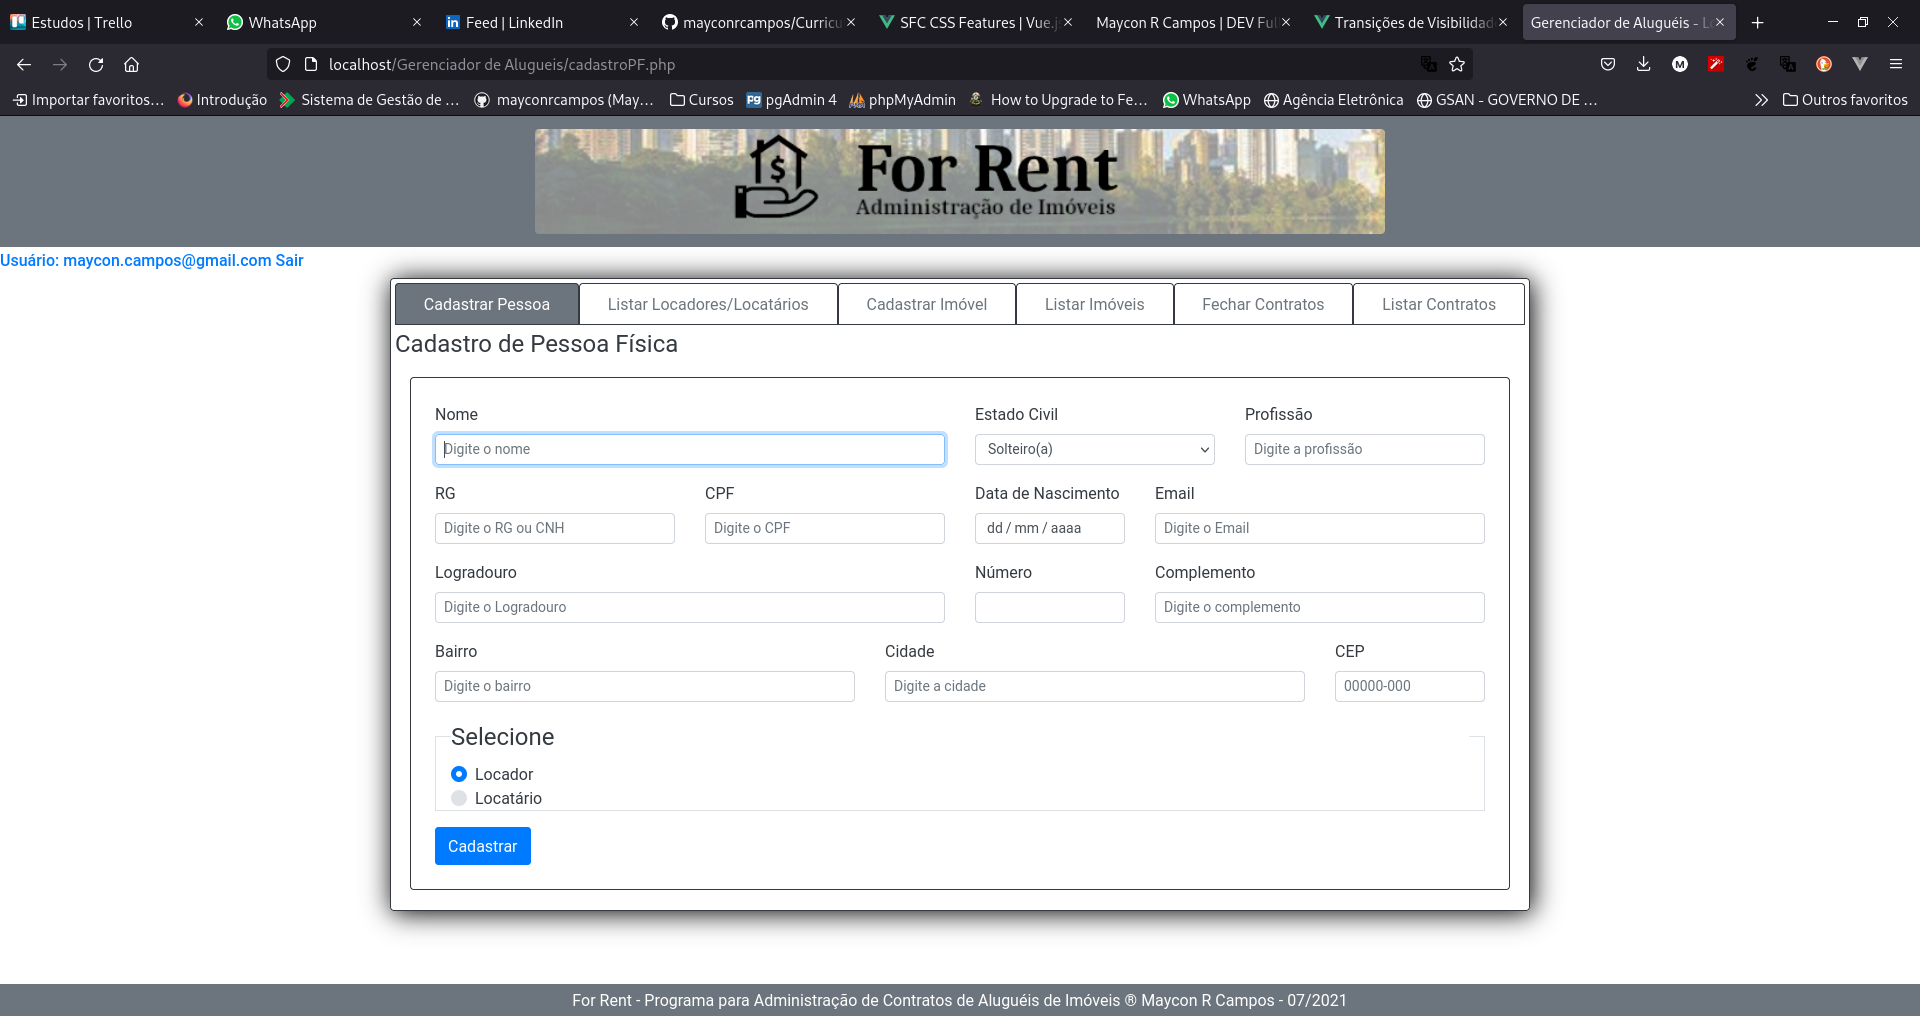 Estudos | Trello
WhatsApp
Feed | LinkedIn
mayconrcampos/Curricu
SFC CSS Features | Vue.j
Maycon R Campos | DEV Ful
Transições de Visibilidad
Gerenciador de Aluguéis - L
localhost/Gerenciador de Alugueis/cadastroPF.php
Importar favoritos...
Introdução
Sistema de Gestão de ...
mayconrcampos (May...
Cursos
pgAdmin 4
phpMyAdmin
How to Upgrade to Fe...
WhatsApp
Agência Eletrônica
GSAN - GOVERNO DE ...
Outros favoritos
For Rent
Administração de Imóveis
Usuário: maycon.campos@gmail.com Sair
Cadastrar Pessoa
Listar Locadores/Locatários
Cadastrar Imóvel
Listar Imóveis
Fechar Contratos
Listar Contratos
Cadastro de Pessoa Física
Nome
Estado Civil
Profissão
Digite o nome
Solteiro(a)
Digite a profissão
RG
CPF
Data de Nascimento
Email
Digite o RG ou CNH
Digite o CPF
dd / mm / aaaa
Digite o Email
Logradouro
Número
Complemento
Digite o Logradouro
Digite o complemento
Bairro
Cidade
CEP
Digite o bairro
Digite a cidade
00000-000
Selecione
Locador
Locatário
Cadastrar
For Rent - Programa para Administração de Contratos de Aluguéis de Imóveis ® Maycon R Campos - 07/2021